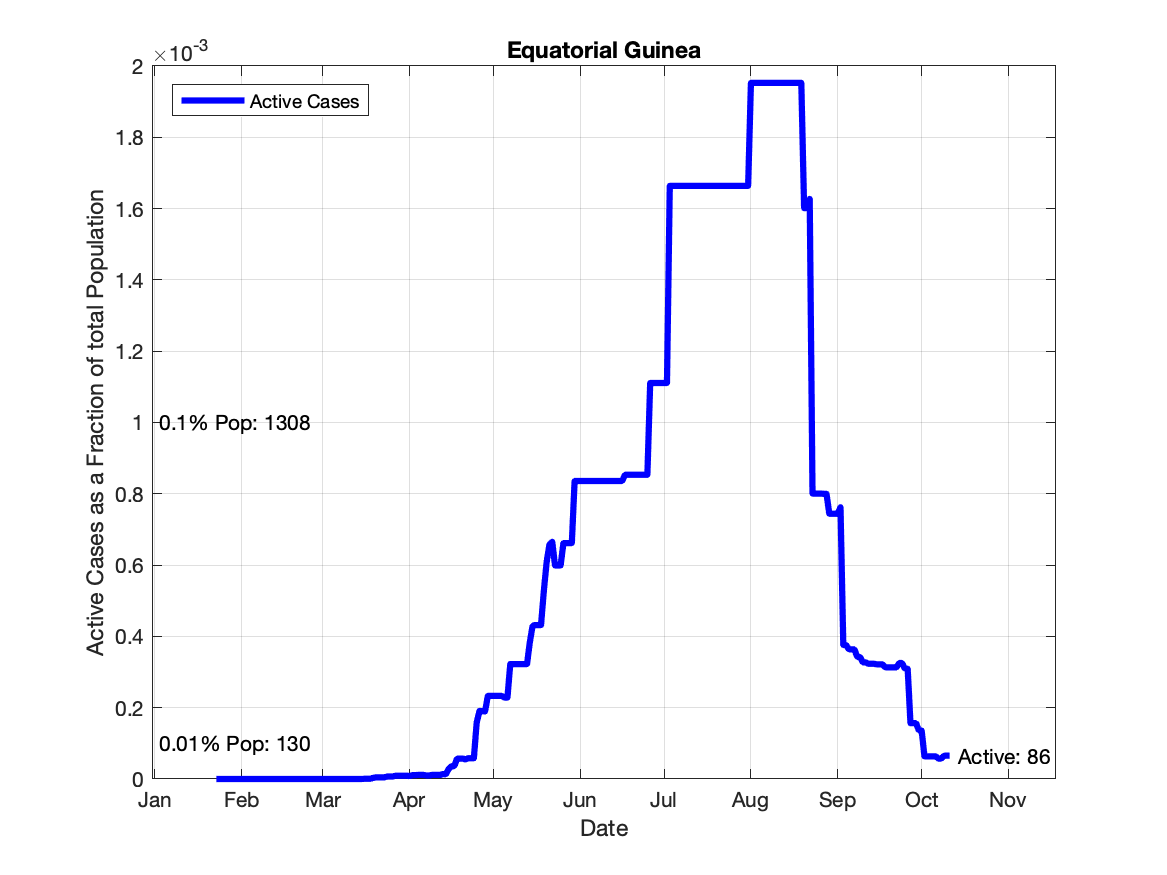 Equatorial Guinea
×10⁻³
Active Cases
2
1.8
1.6
1.4
1.2
1
0.8
0.6
0.4
0.2
0
Active Cases as a Fraction of total Population
0.1% Pop: 1308
0.01% Pop: 130
Active: 86
Jan Feb Mar Apr May Jun Jul Aug Sep Oct Nov
Date